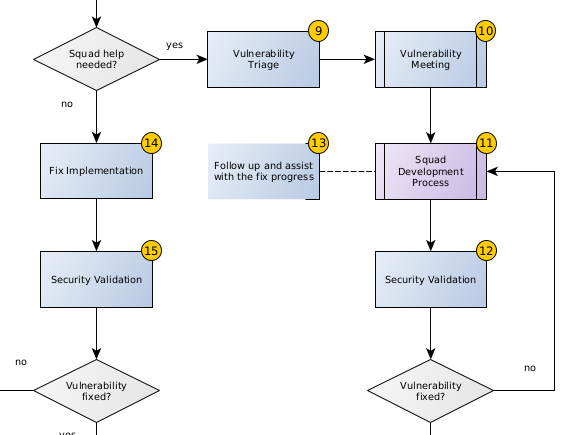 Squad help
needed?
yes
9
Vulnerability
Triage
10
Vulnerability
Meeting
no
14
Fix Implementation
13
Follow up and assist
with the fix progress
11
Squad
Development
Process
15
Security Validation
12
Security Validation
no
Vulnerability
fixed?
Vulnerability
fixed?
no
yes